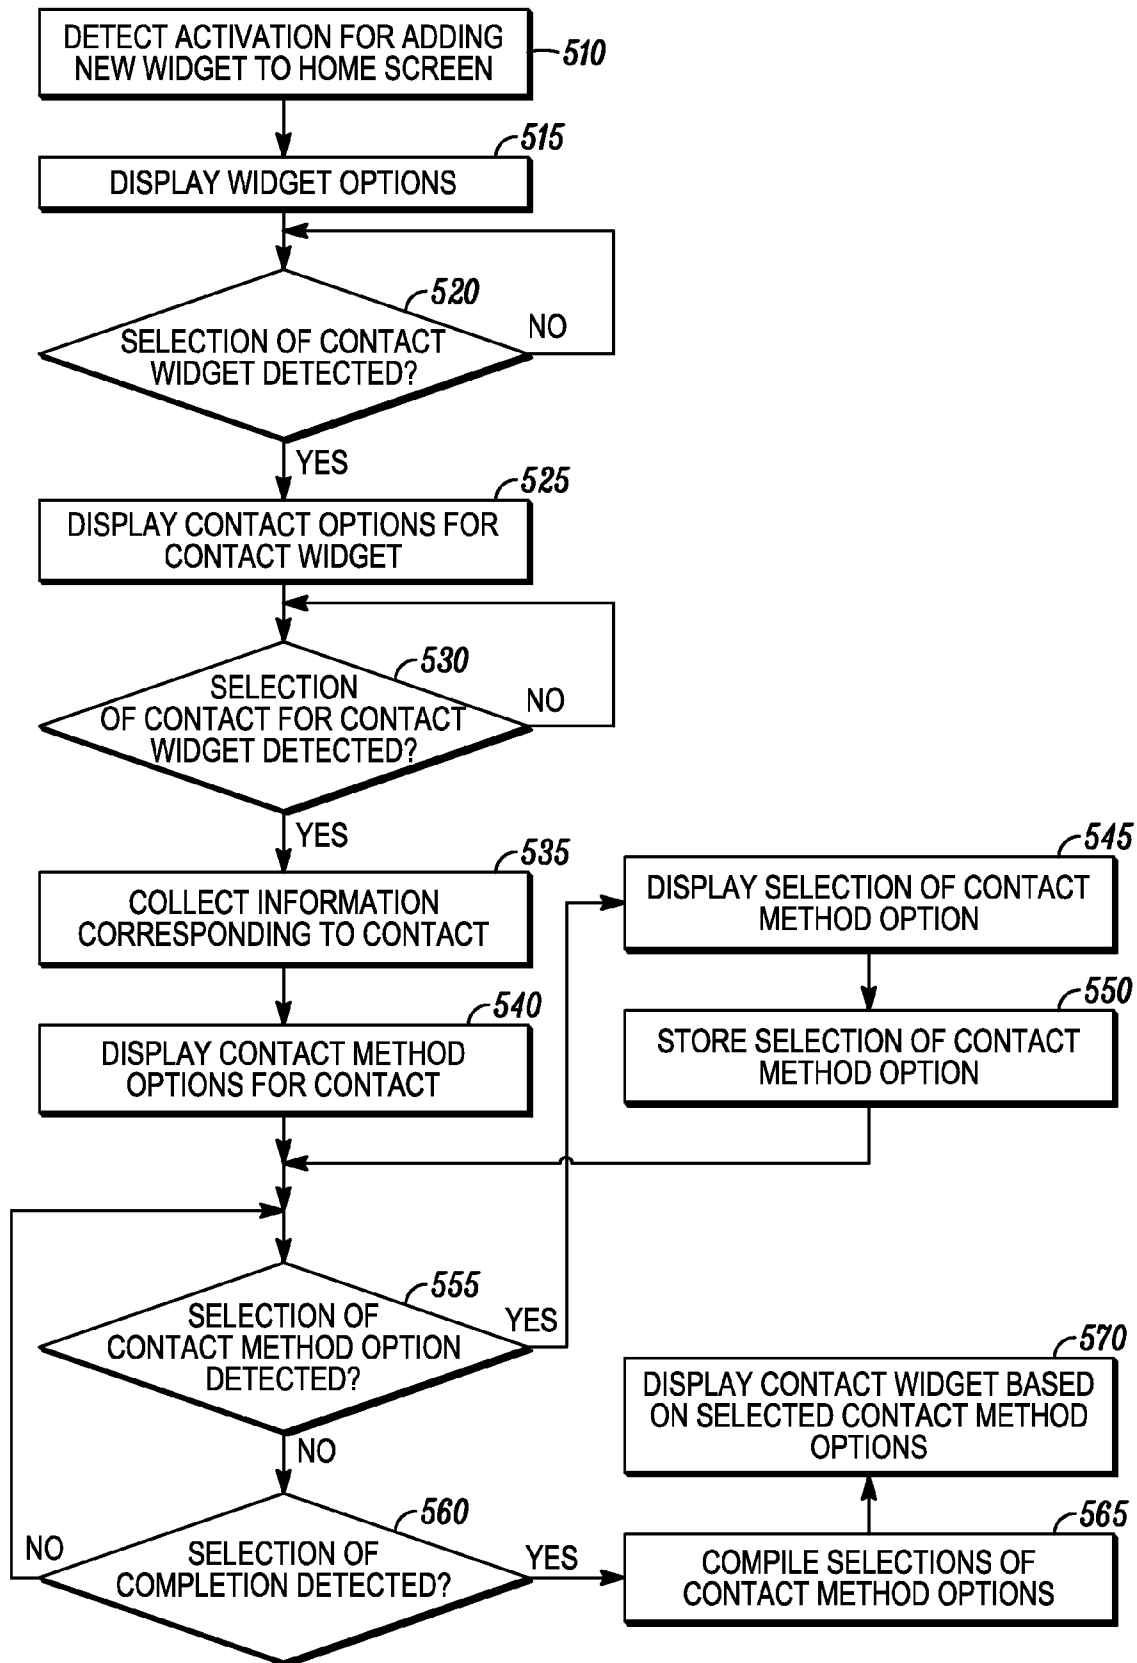 DETECT ACTIVATION FOR ADDING
NEW WIDGET TO HOME SCREEN
510
515
DISPLAY WIDGET OPTIONS
520
SELECTION OF CONTACT
WIDGET DETECTED?
NO
YES
525
DISPLAY CONTACT OPTIONS FOR
CONTACT WIDGET
530
SELECTION
OF CONTACT FOR CONTACT
WIDGET DETECTED?
NO
YES
535
COLLECT INFORMATION
CORRESPONDING TO CONTACT
540
DISPLAY CONTACT METHOD
OPTIONS FOR CONTACT
545
DISPLAY SELECTION OF CONTACT
METHOD OPTION
550
STORE SELECTION OF CONTACT
METHOD OPTION
555
SELECTION OF
CONTACT METHOD OPTION
DETECTED?
YES
NO
560
SELECTION OF
COMPLETION DETECTED?
NO
YES
570
DISPLAY CONTACT WIDGET BASED
ON SELECTED CONTACT METHOD
OPTIONS
565
COMPILE SELECTIONS OF
CONTACT METHOD OPTIONS